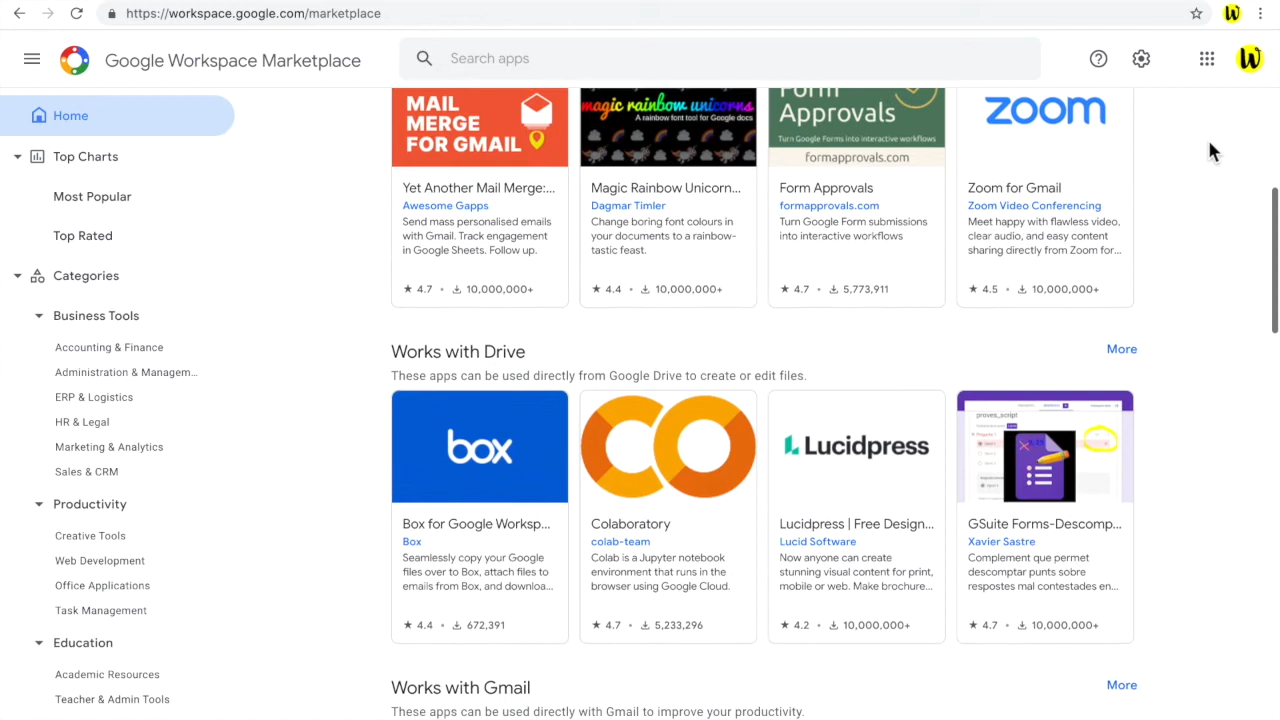 https://workspace.google.com/marketplace
Google Workspace Marketplace
Search apps
Home
Top Charts
Most Popular
Top Rated
Categories
Business Tools
Accounting & Finance
Administration & Managem...
ERP & Logistics
HR & Legal
Marketing & Analytics
Sales & CRM
Productivity
Creative Tools
Web Development
Office Applications
Task Management
Education
Academic Resources
Teacher & Admin Tools
MAIL
MERGE
FOR GMAIL
Yet Another Mail Merge:...
Awesome Gapps
Send mass personalised emails
with Gmail. Track engagement
in Google Sheets. Follow up.
4.7 • 10,000,000+
magic rainbow unicorns
A rainbow font tool for Google docs
Magic Rainbow Unicorn...
Dagmar Timler
Change boring font colours in
your documents to a rainbow-
tastic feast.
4.4 • 10,000,000+
Form
Approvals
Turn Google Forms into interactive workflows
formapprovals.com
Form Approvals
formapprovals.com
Turn Google Form submissions
into interactive workflows
4.7 • 5,773,911
zoom
Zoom for Gmail
Zoom Video Conferencing
Meet happy with flawless video,
clear audio, and easy content
sharing directly from Zoom for...
4.5 • 10,000,000+
Works with Drive
More
These apps can be used directly from Google Drive to create or edit files.
box
Box for Google Worksp...
Box
Seamlessly copy your Google
files over to Box, attach files to
emails from Box, and downloa...
4.4 • 672,391
Colaboratory
colab-team
Colab is a Jupyter notebook
environment that runs in the
browser using Google Cloud.
4.7 • 5,233,296
Lucidpress
Lucidpress | Free Design...
Lucid Software
Now anyone can create
stunning visual content for print,
mobile or web. Make brochure...
4.2 • 10,000,000+
proves_script
GSuite Forms-Descomp...
Xavier Sastre
Complement que permet
descomptar punts sobre
respostes mal contestades en...
4.7 • 10,000,000+
Works with Gmail
More
These apps can be used directly with Gmail to improve your productivity.